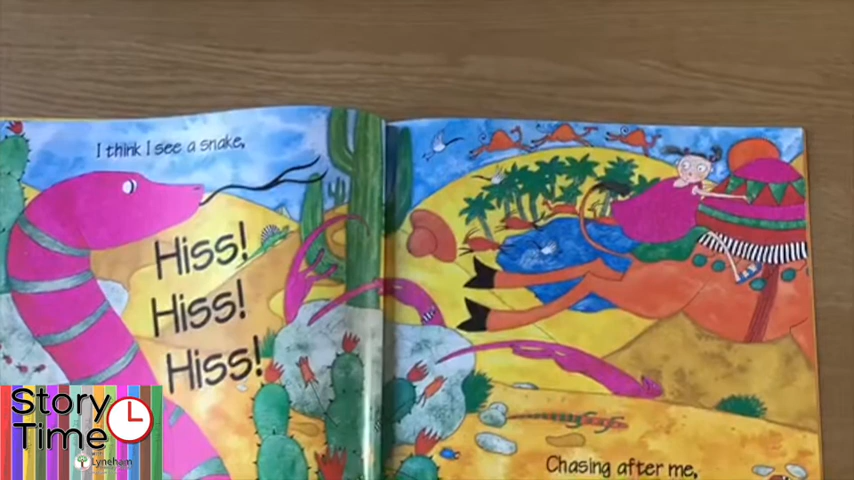 I think I see a snake,
Hiss!
Hiss!
Hiss!
Chasing after me,
Story
Time
Lyneham